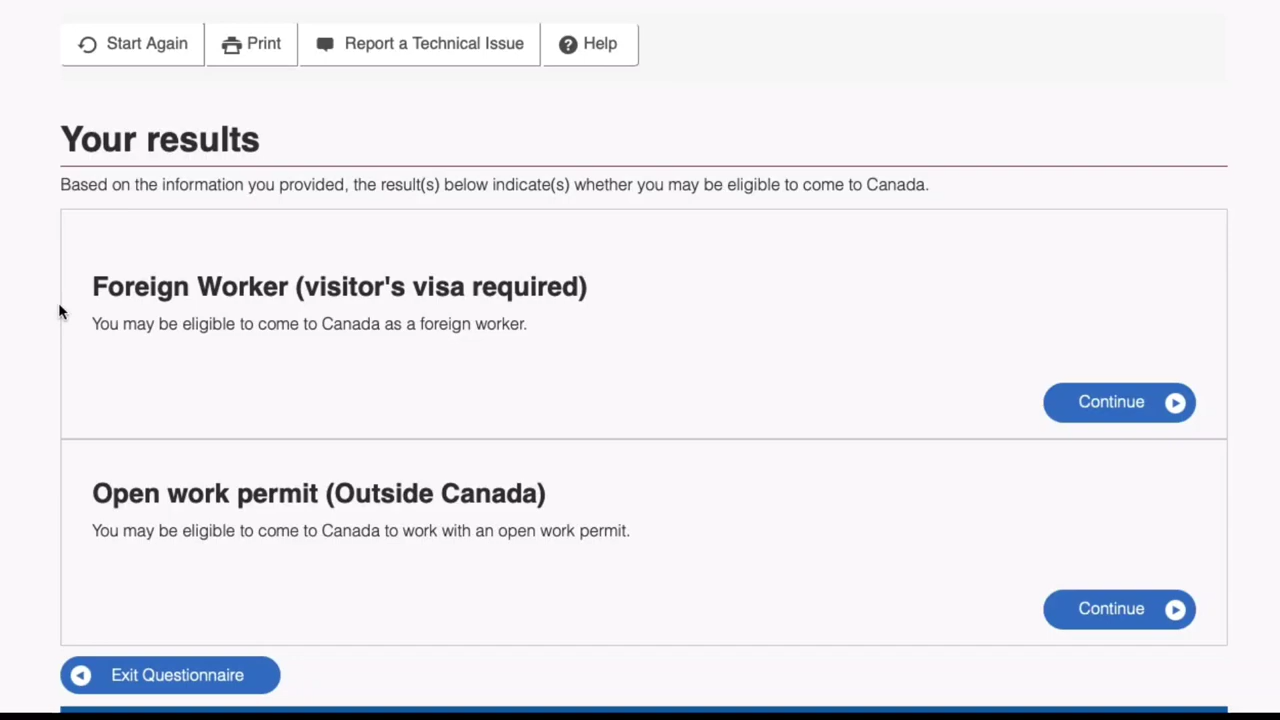 Start Again
Print
Report a Technical Issue
Help
Your results
Based on the information you provided, the result(s) below indicate(s) whether you may be eligible to come to Canada.
Foreign Worker (visitor's visa required)
You may be eligible to come to Canada as a foreign worker.
Continue
Open work permit (Outside Canada)
You may be eligible to come to Canada to work with an open work permit.
Continue
Exit Questionnaire